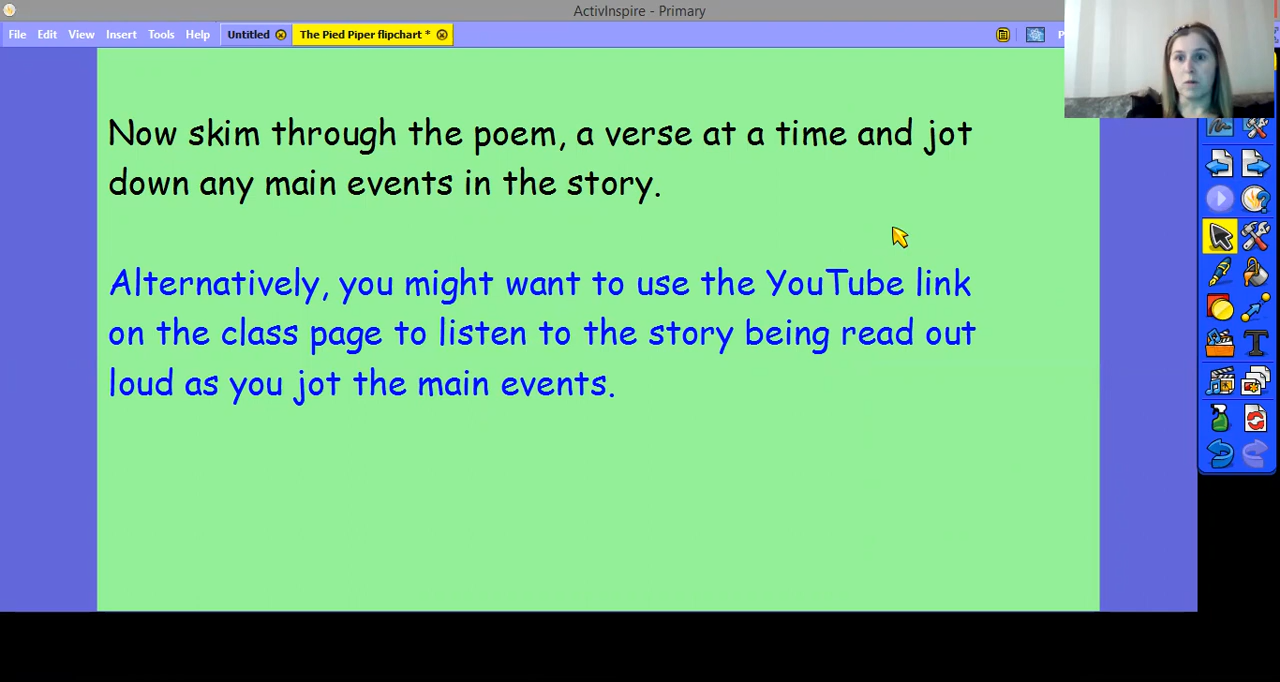 ActivInspire - Primary
File Edit View Insert Tools Help Untitled The Pied Piper flipchart *
Now skim through the poem, a verse at a time and jot
down any main events in the story.
Alternatively, you might want to use the YouTube link
on the class page to listen to the story being read out
loud as you jot the main events.